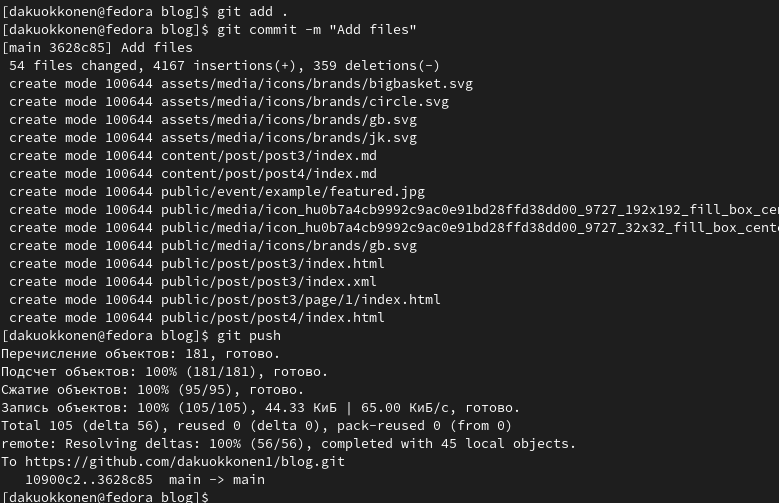 [dakuokkonen@fedora blog]$ git add .
[dakuokkonen@fedora blog]$ git commit -m "Add files"
[main 3628c85] Add files
 54 files changed, 4167 insertions(+), 359 deletions(-)
 create mode 100644 assets/media/icons/brands/bigbasket.svg
 create mode 100644 assets/media/icons/brands/circle.svg
 create mode 100644 assets/media/icons/brands/gb.svg
 create mode 100644 assets/media/icons/brands/jk.svg
 create mode 100644 content/post/post3/index.md
 create mode 100644 content/post/post4/index.md
 create mode 100644 public/event/example/featured.jpg
 create mode 100644 public/media/icon_hu0b7a4cb9992c9ac0e91bd28ffd38dd00_9727_192x192_fill_box_cen
 create mode 100644 public/media/icon_hu0b7a4cb9992c9ac0e91bd28ffd38dd00_9727_32x32_fill_box_cente
 create mode 100644 public/media/icons/brands/gb.svg
 create mode 100644 public/post/post3/index.html
 create mode 100644 public/post/post3/index.xml
 create mode 100644 public/post/post3/page/1/index.html
 create mode 100644 public/post/post4/index.html
[dakuokkonen@fedora blog]$ git push
Перечисление объектов: 181, готово.
Подсчет объектов: 100% (181/181), готово.
Сжатие объектов: 100% (95/95), готово.
Запись объектов: 100% (105/105), 44.33 КиБ | 65.00 КиБ/с, готово.
Total 105 (delta 56), reused 0 (delta 0), pack-reused 0 (from 0)
remote: Resolving deltas: 100% (56/56), completed with 45 local objects.
To https://github.com/dakuokkonen1/blog.git
   10900c2..3628c85  main -> main
[dakuokkonen@fedora blog]$